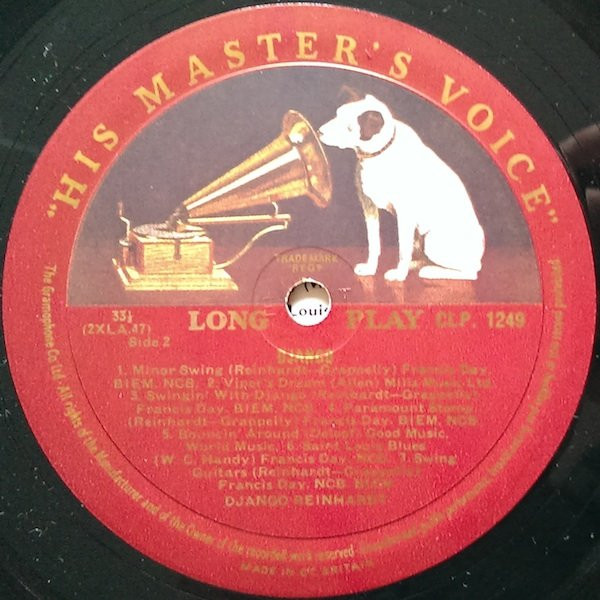 "HIS MASTER'S VOICE"
TRADEMARK
REGD
Louis
33⅓
(2XLA.47)
Side 2
LONG PLAY CLP. 1249
DJANGO
1. Minor Swing (Reinhardt-Grappelly) Francis Day,
BIEM, NCB. 2. Viper's Dream (Allen) Mills Music, Ltd.
3. Swingin' With Django (Reinhardt-Grappelly)
Francis Day, BIEM, NCB. 4. Paramount Stomp
(Reinhardt-Grappelly) Francis Day, BIEM, NCB.
5. Bouncin' Around Good Music,
World Music, 6. Saint Louis Blues
(W. C. Handy) Francis Day, NCB. 7. Swing
Guitars (Reinhardt-Grappelly)
Francis Day, NCB, BIEM
DJANGO REINHARDT
The Gramophone Co Ltd. All rights of the Manufacturer and of the Owner of the recorded work reserved public performance
MADE IN GT. BRITAIN